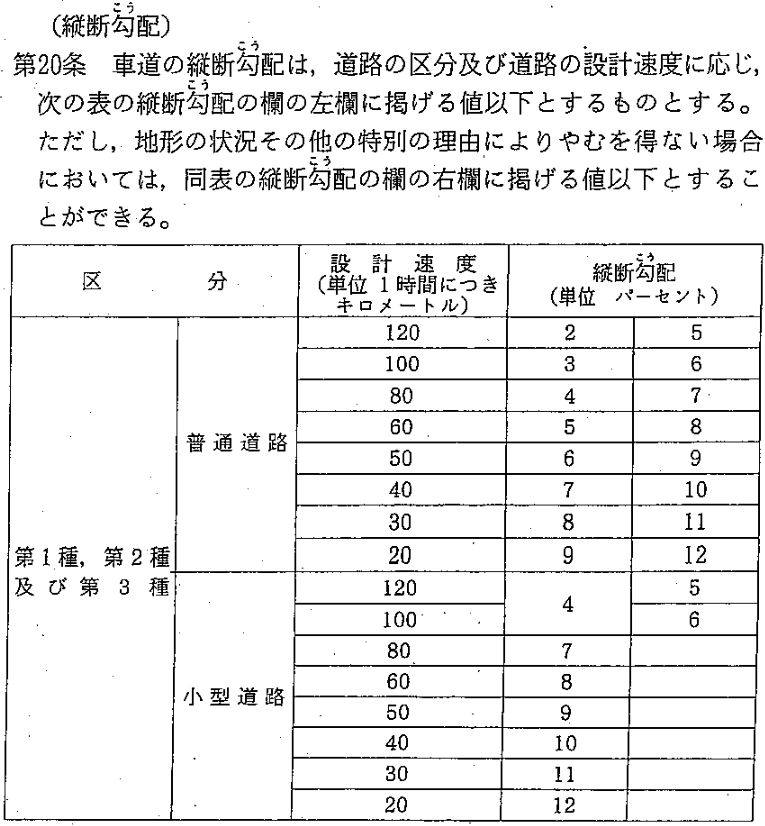 (縦断勾配)
こう
第20条 車道の縦断勾配は,道路の区分及び道路の設計速度に応じ,
こう
次の表の縦断勾配の欄の左欄に掲げる値以下とするものとする。
こう
ただし,地形の状況その他の特別の理由によりやむを得ない場合
においては,同表の縦断勾配の欄の右欄に掲げる値以下とするこ
こう
とができる。
区 分 設計速度 (単位 1時間につき キロメートル) 縦断勾配 (単位 パーセント)
こう
第1種,第2種
及び第3種
普通道路
120 2 5
100 3 6
80 4 7
60 5 8
50 6 9
40 7 10
30 8 11
20 9 12
小型道路
120 4 5
100 6
80 7
60 8
50 9
40 10
30 11
20 12